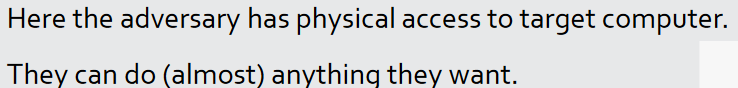 Here the adversary has physical access to target computer.
They can do (almost) anything they want.